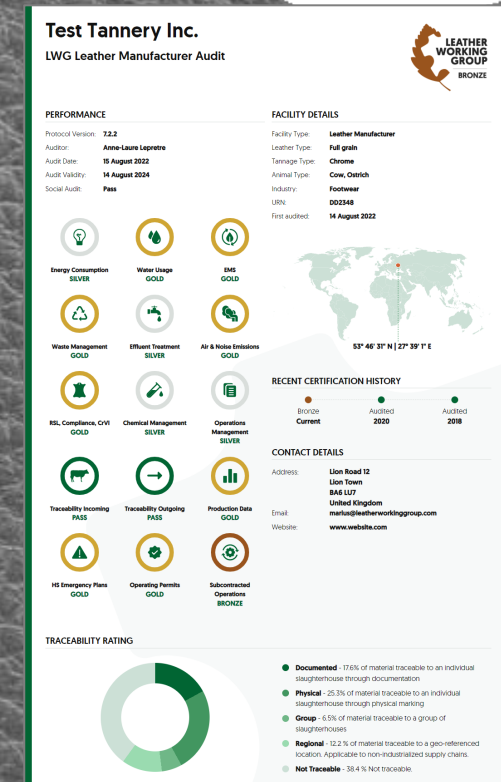 Test Tannery Inc.
LWG Leather Manufacturer Audit
LEATHER
WORKING
GROUP
BRONZE
PERFORMANCE
Protocol Version: 7.2.2
Auditor: Anne-Laure Lepretre
Audit Date: 15 August 2022
Audit Validity: 14 August 2024
Social Audit: Pass
Energy Consumption
SILVER
Water Usage
GOLD
EMS
GOLD
Waste Management
GOLD
Effluent Treatment
SILVER
Air & Noise Emissions
GOLD
RSL, Compliance, CrVI
GOLD
Chemical Management
SILVER
Operations
Management
SILVER
Traceability Incoming
PASS
Traceability Outgoing
PASS
Production Data
GOLD
HS Emergency Plans
GOLD
Operating Permits
GOLD
Subcontracted
Operations
BRONZE
FACILITY DETAILS
Facility Type: Leather Manufacturer
Leather Type: Full grain
Tannage Type: Chrome
Animal Type: Cow, Ostrich
Industry: Footwear
URN: DD2348
First audited: 14 August 2022
53° 46' 31" N | 27° 39' 1" E
RECENT CERTIFICATION HISTORY
Bronze
Current
Audited
2020
Audited
2018
CONTACT DETAILS
Address: Lion Road 12
Lion Town
BA6 LU7
United Kingdom
Email: marius@leatherworkinggroup.com
Website: www.website.com
TRACEABILITY RATING
Documented - 17.6% of material traceable to an individual
slaughterhouse through documentation
Physical - 25.3% of material traceable to an individual
slaughterhouse through physical marking
Group - 6.5% of material traceable to a group of
slaughterhouses
Regional - 12.2 % of material traceable to a geo-referenced
location. Applicable to non-industrialized supply chains.
Not Traceable - 38.4 % Not traceable.